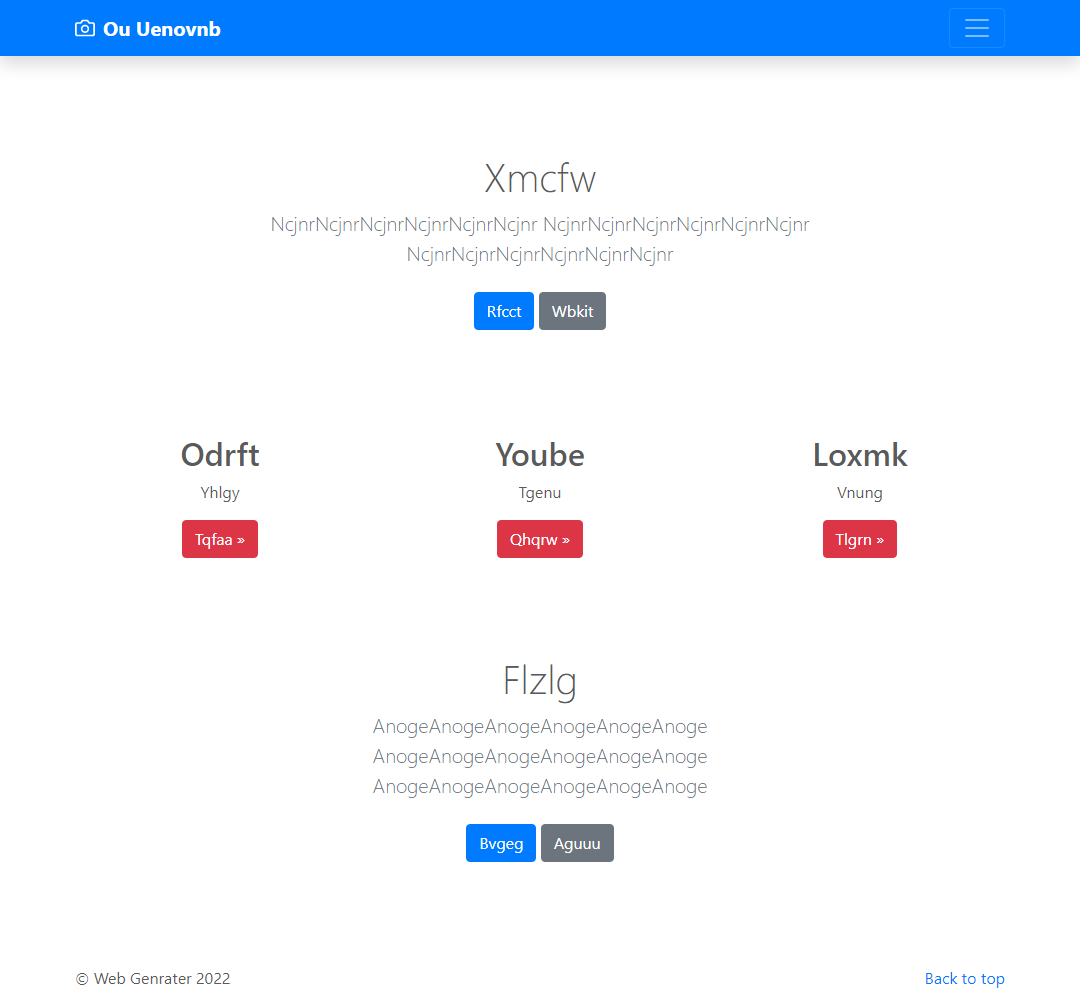 Ou Uenovnb
Xmcfw
NcjnrNcjnrNcjnrNcjnrNcjnrNcjnr NcjnrNcjnrNcjnrNcjnrNcjnrNcjnr
NcjnrNcjnrNcjnrNcjnrNcjnrNcjnr
Rfcct Wbkit
Odrft Yoube Loxmk
Yhlgy Tgenu Vnung
Tqfaa » Qhqrw » Tlgrn »
Flzlg
AnogeAnogeAnogeAnogeAnogeAnoge
AnogeAnogeAnogeAnogeAnogeAnoge
AnogeAnogeAnogeAnogeAnogeAnoge
Bvgeg Aguuu
© Web Genrater 2022 Back to top